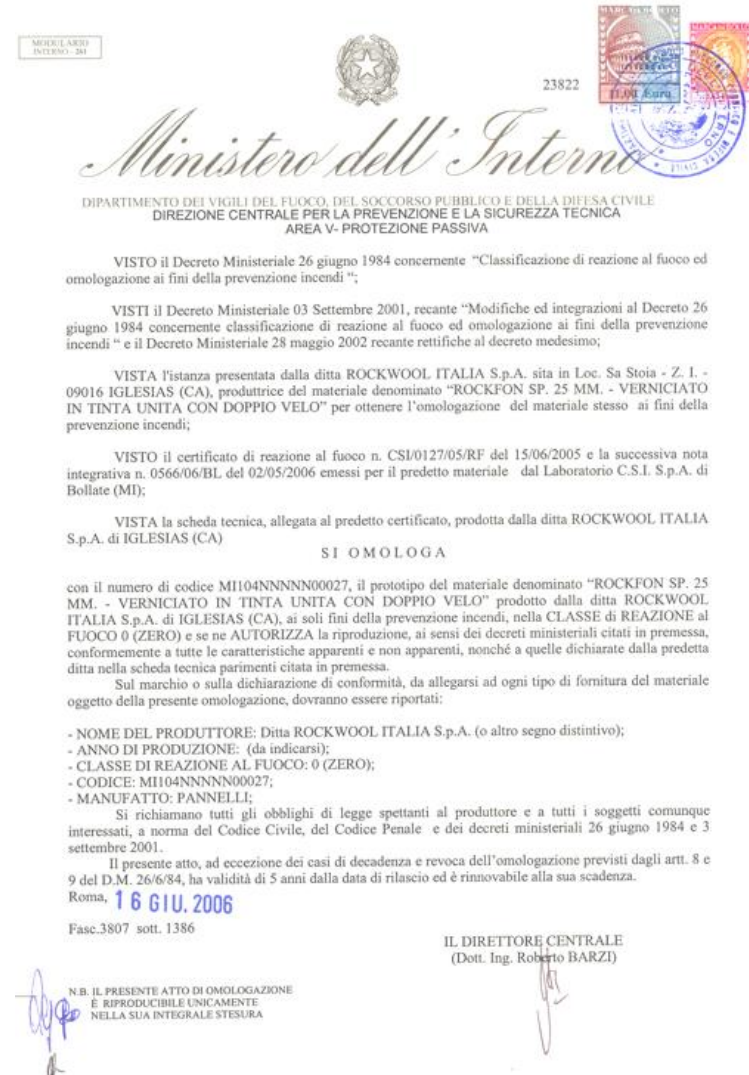 MODULARIO
INTERNO - 261
MARCA DA BOLLO
23822
11,00 Euro
Ministero dell'Interno
DIPARTIMENTO DEI VIGILI DEL FUOCO, DEL SOCCORSO PUBBLICO E DELLA DIFESA CIVILE
DIREZIONE CENTRALE PER LA PREVENZIONE E LA SICUREZZA TECNICA
AREA V- PROTEZIONE PASSIVA
VISTO il Decreto Ministeriale 26 giugno 1984 concernente “Classificazione di reazione al fuoco ed
omologazione ai fini della prevenzione incendi “;
VISTI il Decreto Ministeriale 03 Settembre 2001, recante “Modifiche ed integrazioni al Decreto 26
giugno 1984 concernente classificazione di reazione al fuoco ed omologazione ai fini della prevenzione
incendi “ e il Decreto Ministeriale 28 maggio 2002 recante rettifiche al decreto medesimo;
VISTA l'istanza presentata dalla ditta ROCKWOOL ITALIA S.p.A. sita in Loc. Sa Stoia - Z. I. -
09016 IGLESIAS (CA), produttrice del materiale denominato “ROCKFON SP. 25 MM. - VERNICIATO
IN TINTA UNITA CON DOPPIO VELO” per ottenere l’omologazione del materiale stesso ai fini della
prevenzione incendi;
VISTO il certificato di reazione al fuoco n. CSI/0127/05/RF del 15/06/2005 e la successiva nota
integrativa n. 0566/06/BL del 02/05/2006 emessi per il predetto materiale dal Laboratorio C.S.I. S.p.A. di
Bollate (MI);
VISTA la scheda tecnica, allegata al predetto certificato, prodotta dalla ditta ROCKWOOL ITALIA
S.p.A. di IGLESIAS (CA)
SI OMOLOGA
con il numero di codice MI104NNNNN00027, il prototipo del materiale denominato “ROCKFON SP. 25
MM. - VERNICIATO IN TINTA UNITA CON DOPPIO VELO” prodotto dalla ditta ROCKWOOL
ITALIA S.p.A. di IGLESIAS (CA), ai soli fini della prevenzione incendi, nella CLASSE di REAZIONE al
FUOCO 0 (ZERO) e se ne AUTORIZZA la riproduzione, ai sensi dei decreti ministeriali citati in premessa,
conformemente a tutte le caratteristiche apparenti e non apparenti, nonché a quelle dichiarate dalla predetta
ditta nella scheda tecnica parimenti citata in premessa.
Sul marchio o sulla dichiarazione di conformità, da allegarsi ad ogni tipo di fornitura del materiale
oggetto della presente omologazione, dovranno essere riportati:
- NOME DEL PRODUTTORE: Ditta ROCKWOOL ITALIA S.p.A. (o altro segno distintivo);
- ANNO DI PRODUZIONE: (da indicarsi);
- CLASSE DI REAZIONE AL FUOCO: 0 (ZERO);
- CODICE: MI104NNNNN00027;
- MANUFATTO: PANNELLI;
Si richiamano tutti gli obblighi di legge spettanti al produttore e a tutti i soggetti comunque
interessati, a norma del Codice Civile, del Codice Penale e dei decreti ministeriali 26 giugno 1984 e 3
settembre 2001.
Il presente atto, ad eccezione dei casi di decadenza e revoca dell’omologazione previsti dagli artt. 8 e
9 del D.M. 26/6/84, ha validità di 5 anni dalla data di rilascio ed è rinnovabile alla sua scadenza.
Roma, 16 GIU. 2006
Fasc.3807 sott. 1386
IL DIRETTORE CENTRALE
(Dott. Ing. Roberto BARZI)
N.B. IL PRESENTE ATTO DI OMOLOGAZIONE
È RIPRODUCIBILE UNICAMENTE
NELLA SUA INTEGRALE STESURA